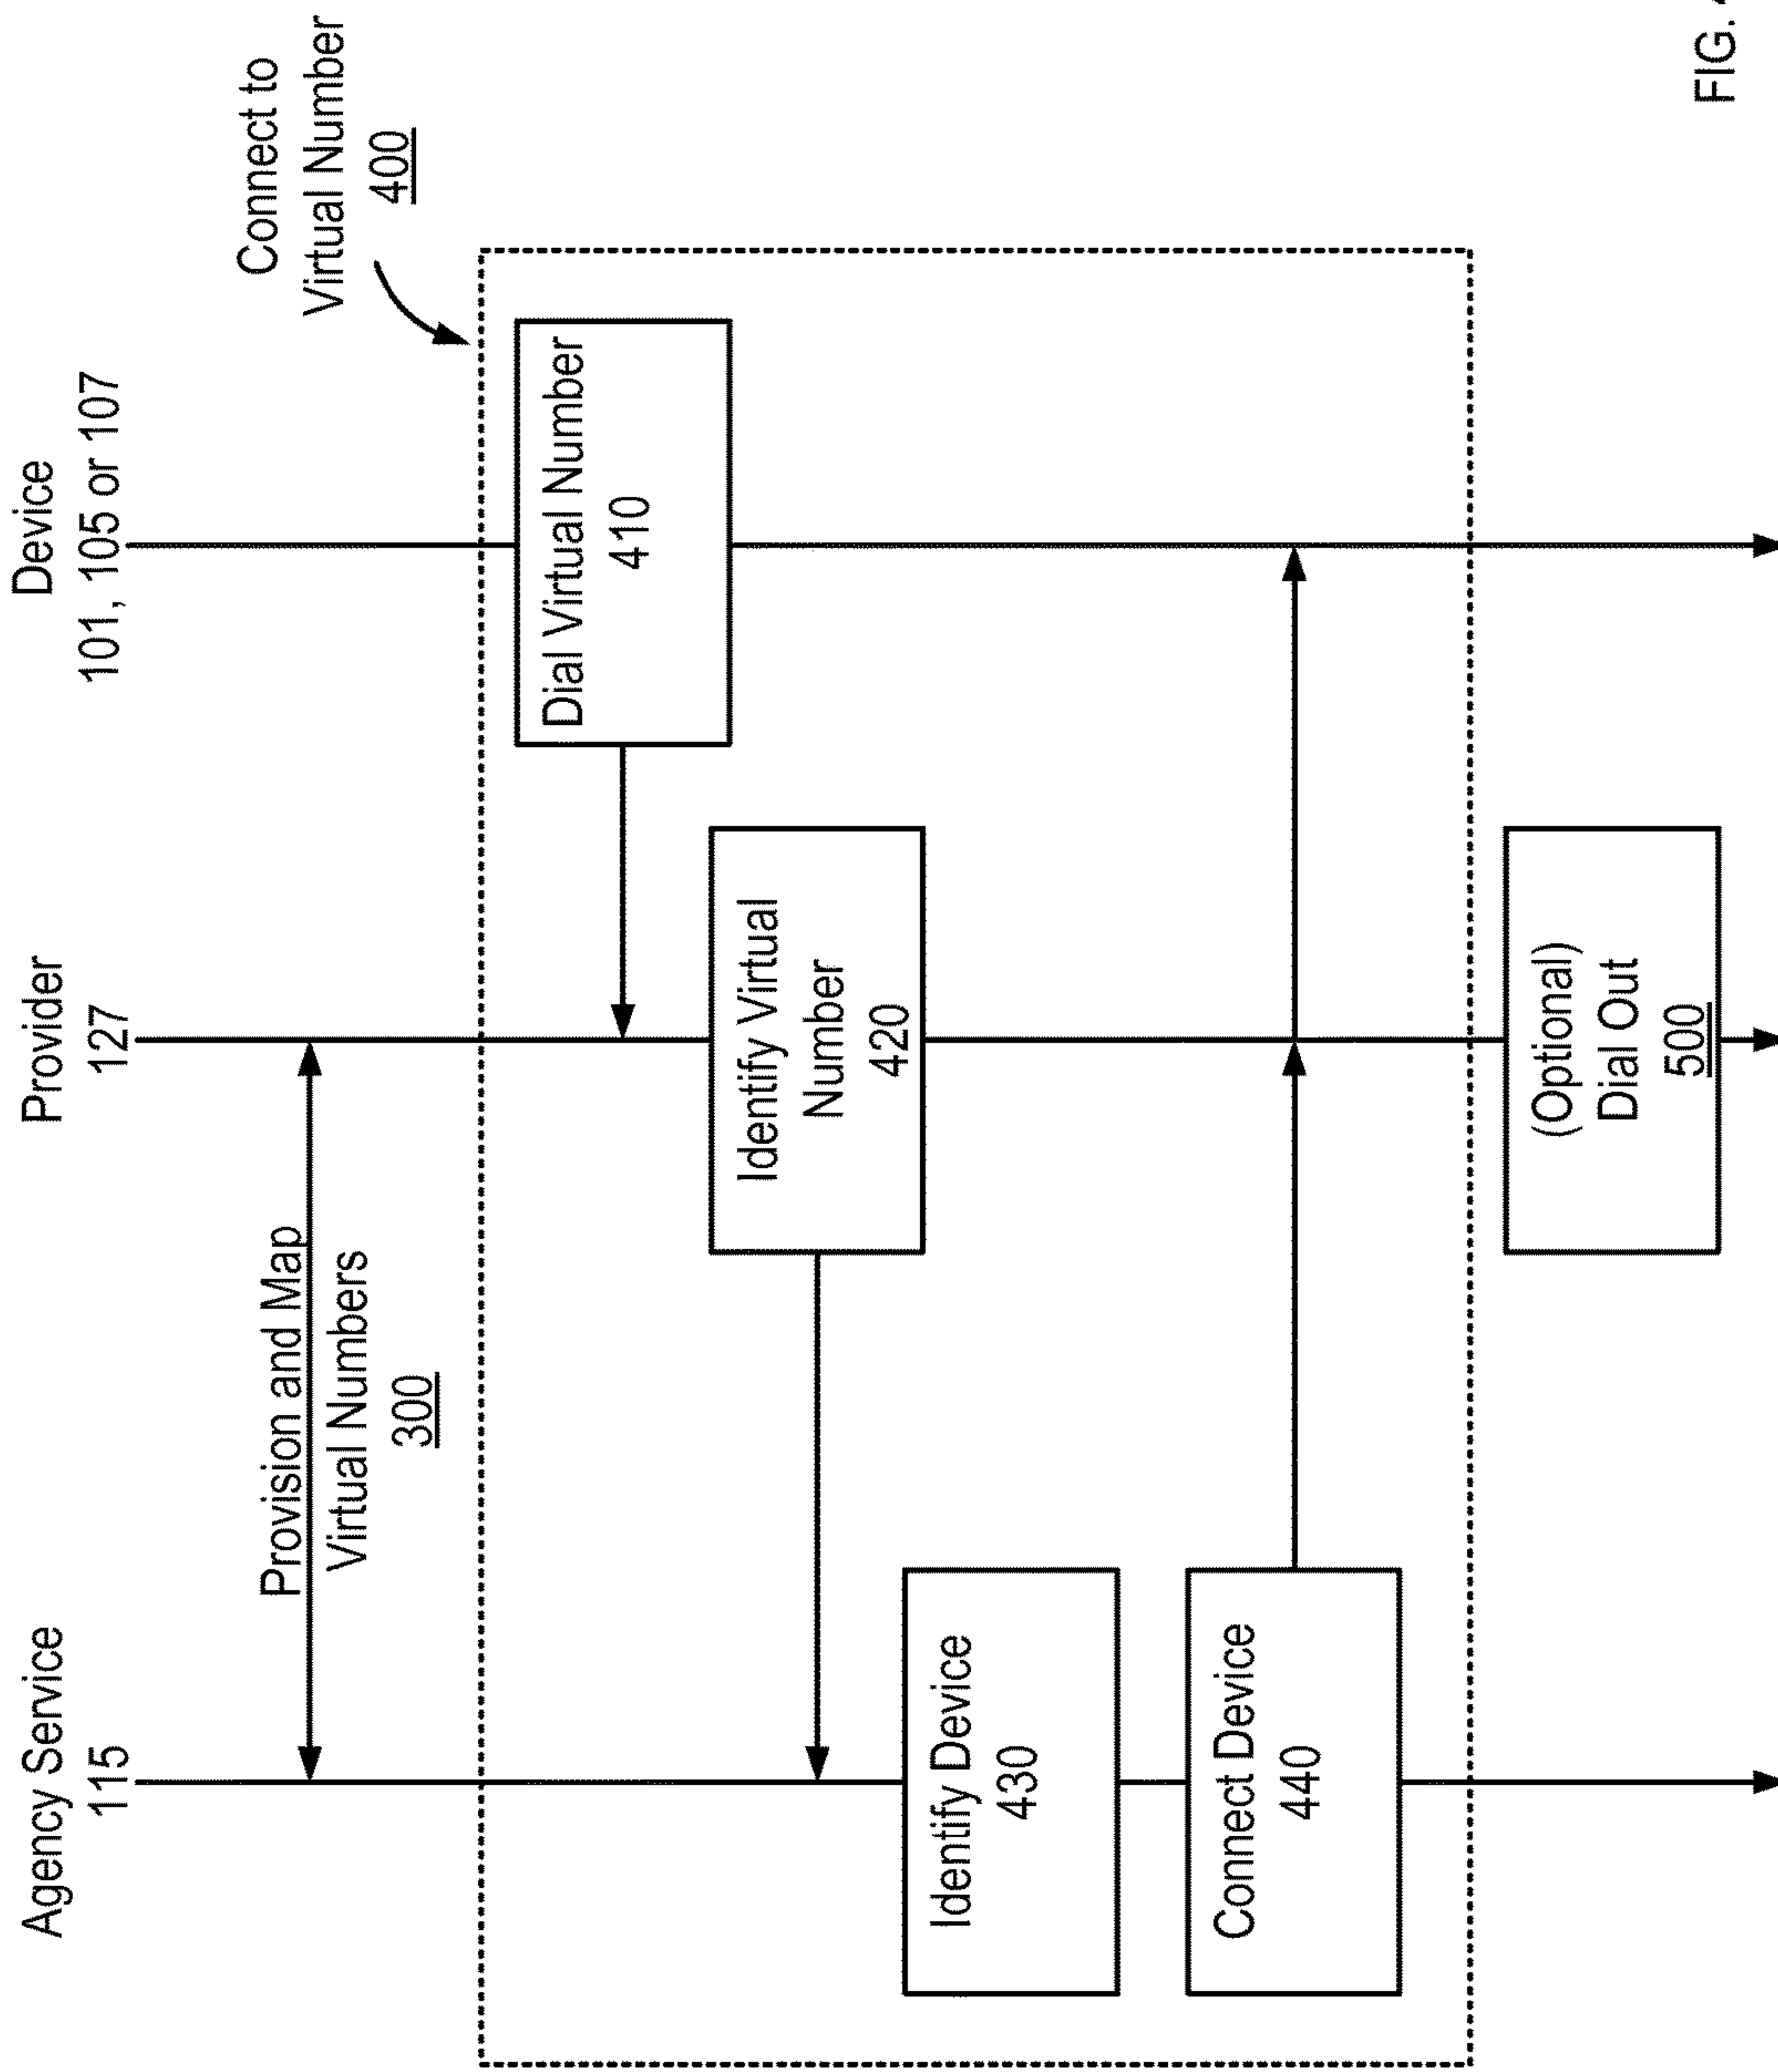 Agency Service
115
Provider
127
Device
101, 105 or 107
Provision and Map
Virtual Numbers
300
Connect to
Virtual Number
400
Dial Virtual Number
410
Identify Virtual
Number
420
Identify Device
430
Connect Device
440
(Optional)
Dial Out
500
FIG.